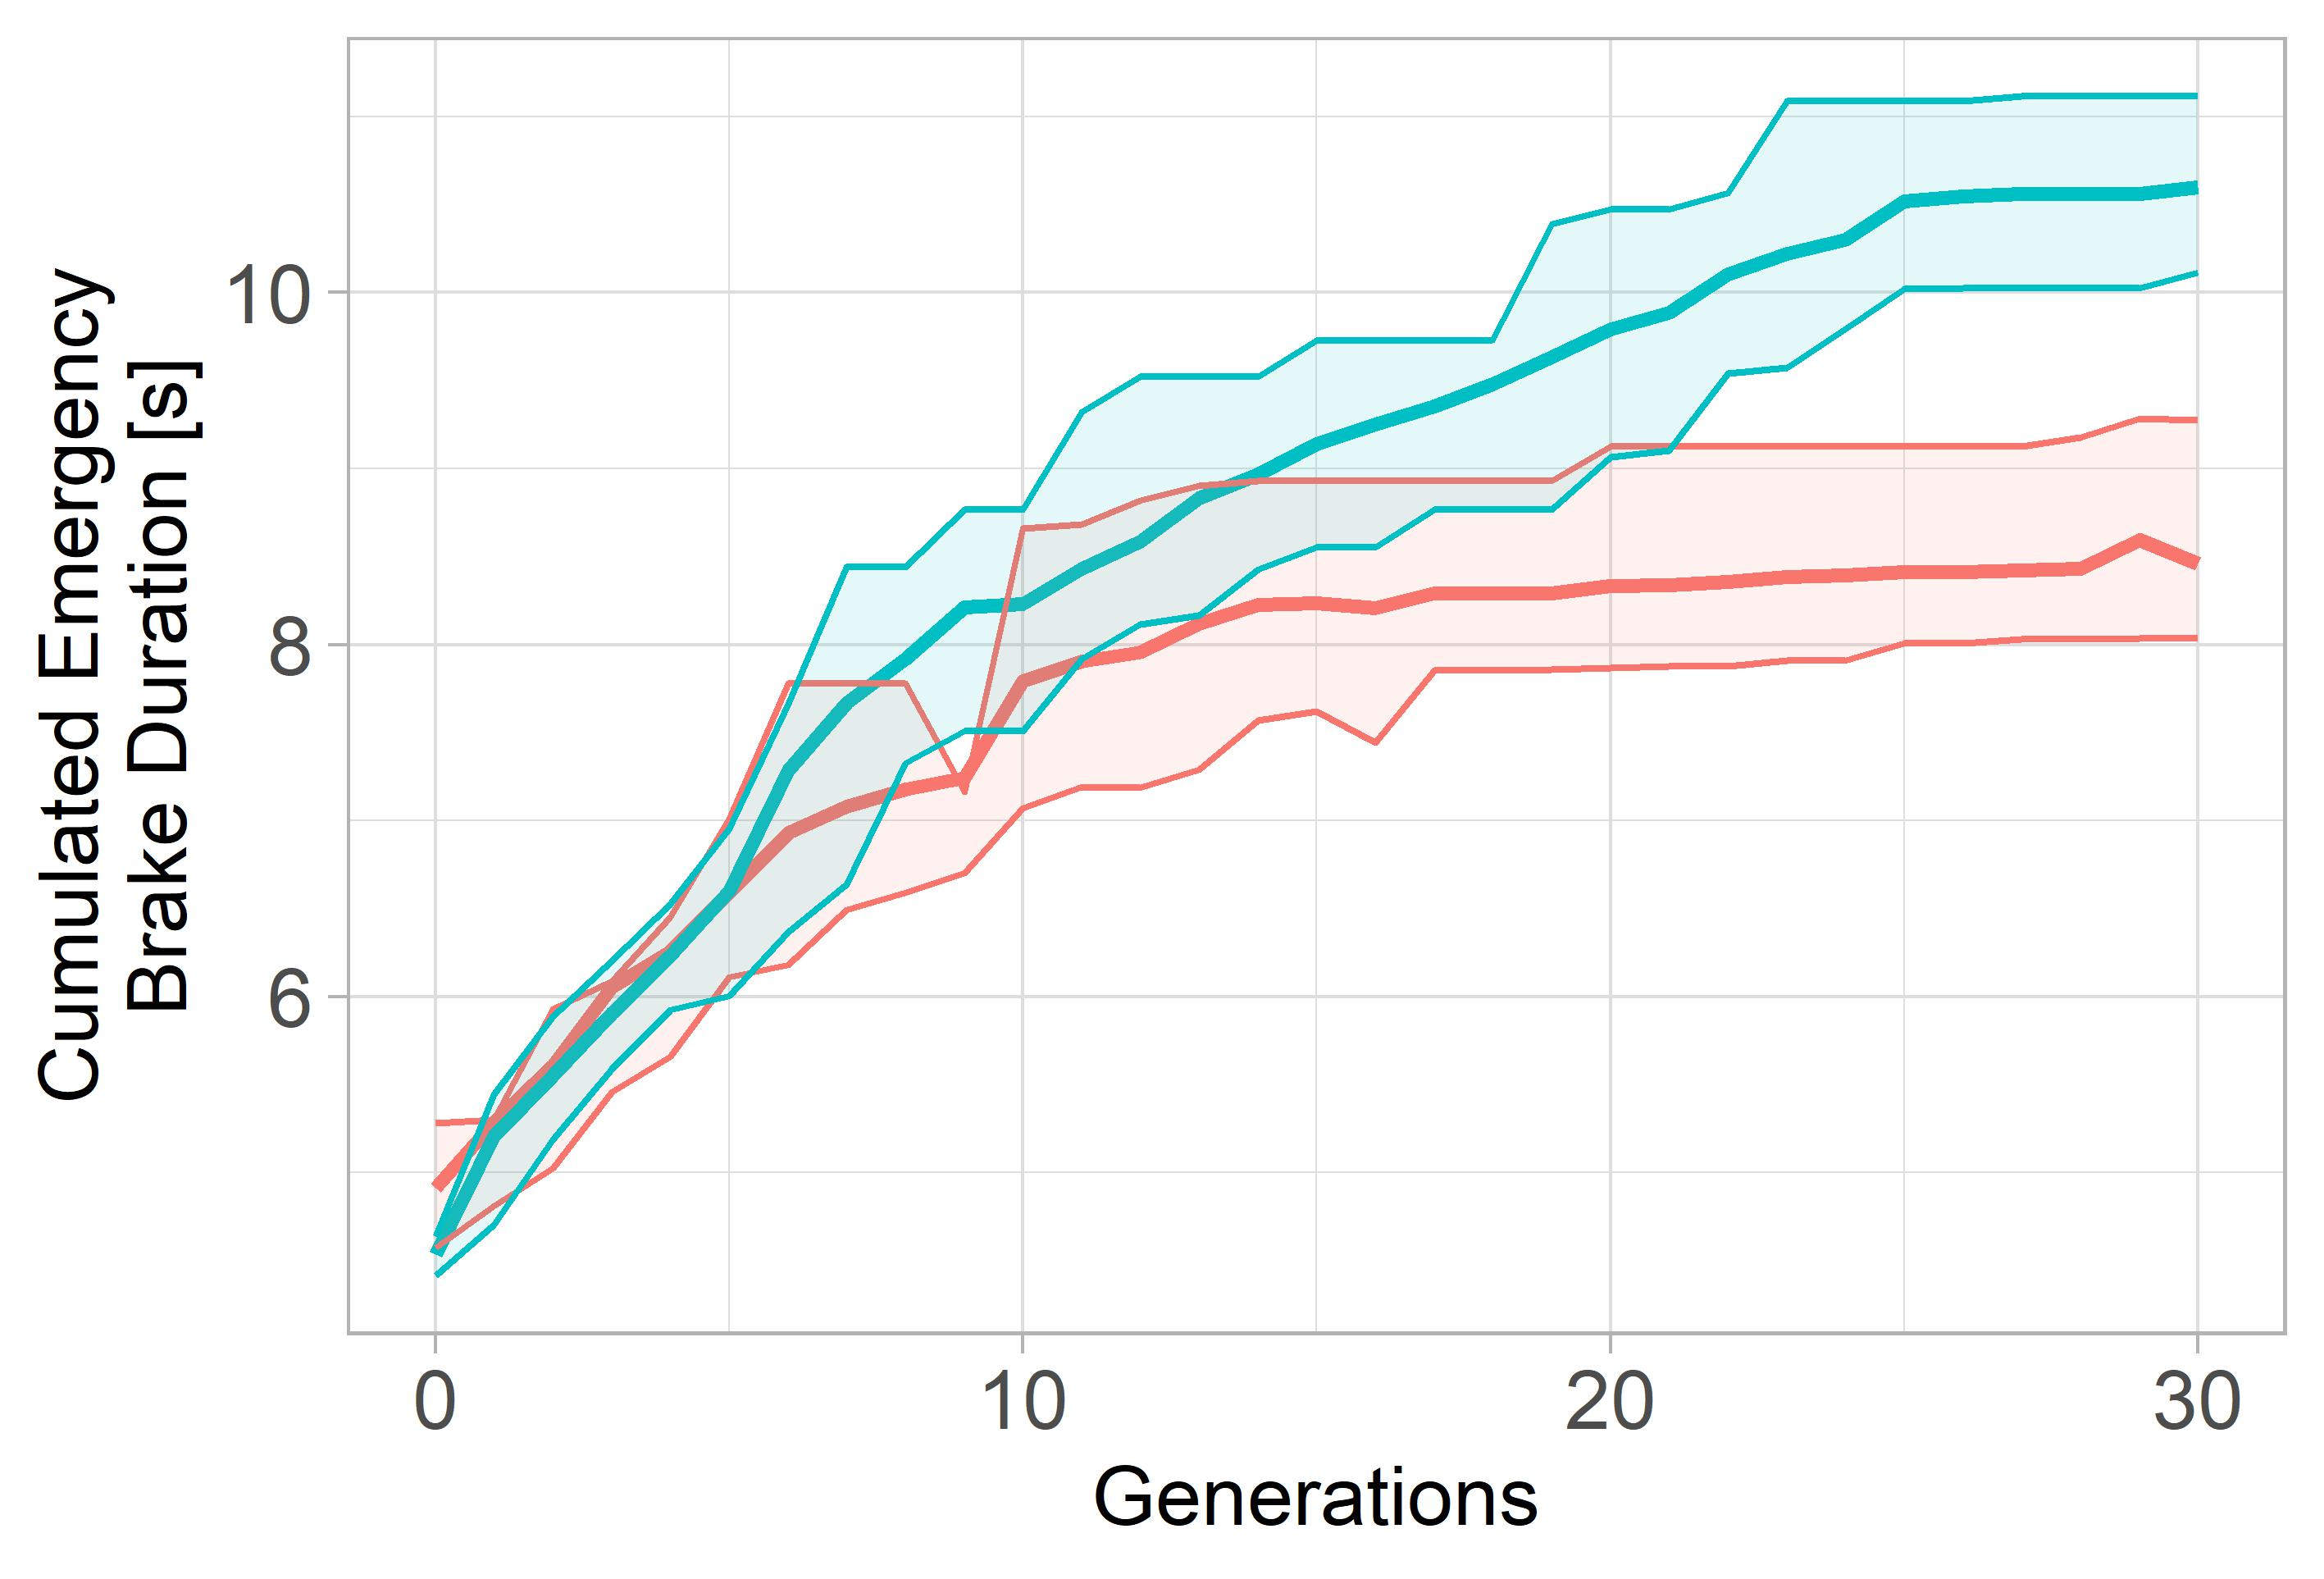 Cumulated Emergency
Brake Duration [s]
10
8
6
0 10 20 30
Generations